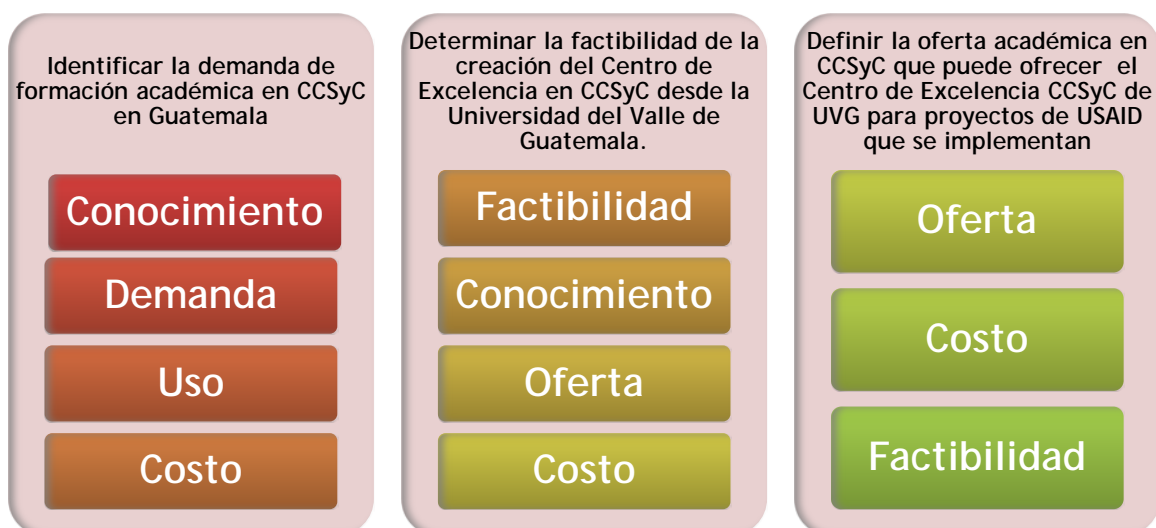 Identificar la demanda de
formación académica en CCSyC
en Guatemala
Conocimiento
Demanda
Uso
Costo
Determinar la factibilidad de la
creación del Centro de
Excelencia en CCSyC desde la
Universidad del Valle de
Guatemala.
Factibilidad
Conocimiento
Oferta
Costo
Definir la oferta académica en
CCSyC que puede ofrecer el
Centro de Excelencia CCSyC de
UVG para proyectos de USAID
que se implementan
Oferta
Costo
Factibilidad